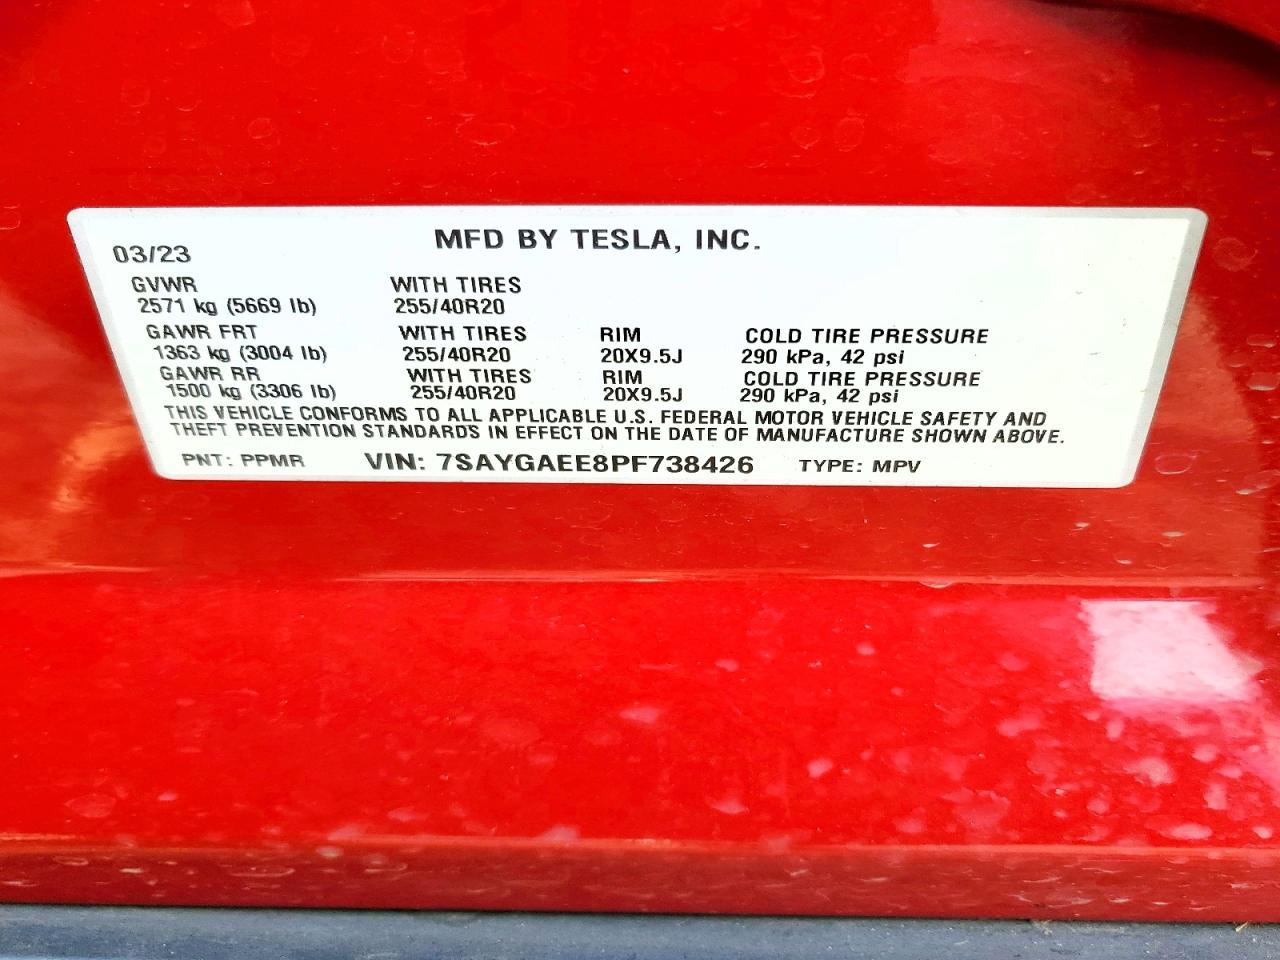 03/23 MFD BY TESLA, INC.
GVWR WITH TIRES
2571 kg (5669 lb) 255/40R20
GAWR FRT WITH TIRES RIM COLD TIRE PRESSURE
1363 kg (3004 lb) 255/40R20 20X9.5J 290 kPa, 42 psi
GAWR RR WITH TIRES RIM COLD TIRE PRESSURE
1500 kg (3306 lb) 255/40R20 20X9.5J 290 kPa, 42 psi
THIS VEHICLE CONFORMS TO ALL APPLICABLE U.S. FEDERAL MOTOR VEHICLE SAFETY AND
THEFT PREVENTION STANDARDS IN EFFECT ON THE DATE OF MANUFACTURE SHOWN ABOVE.
PNT: PPMR VIN: 7SAYGAEE8PF738426 TYPE: MPV